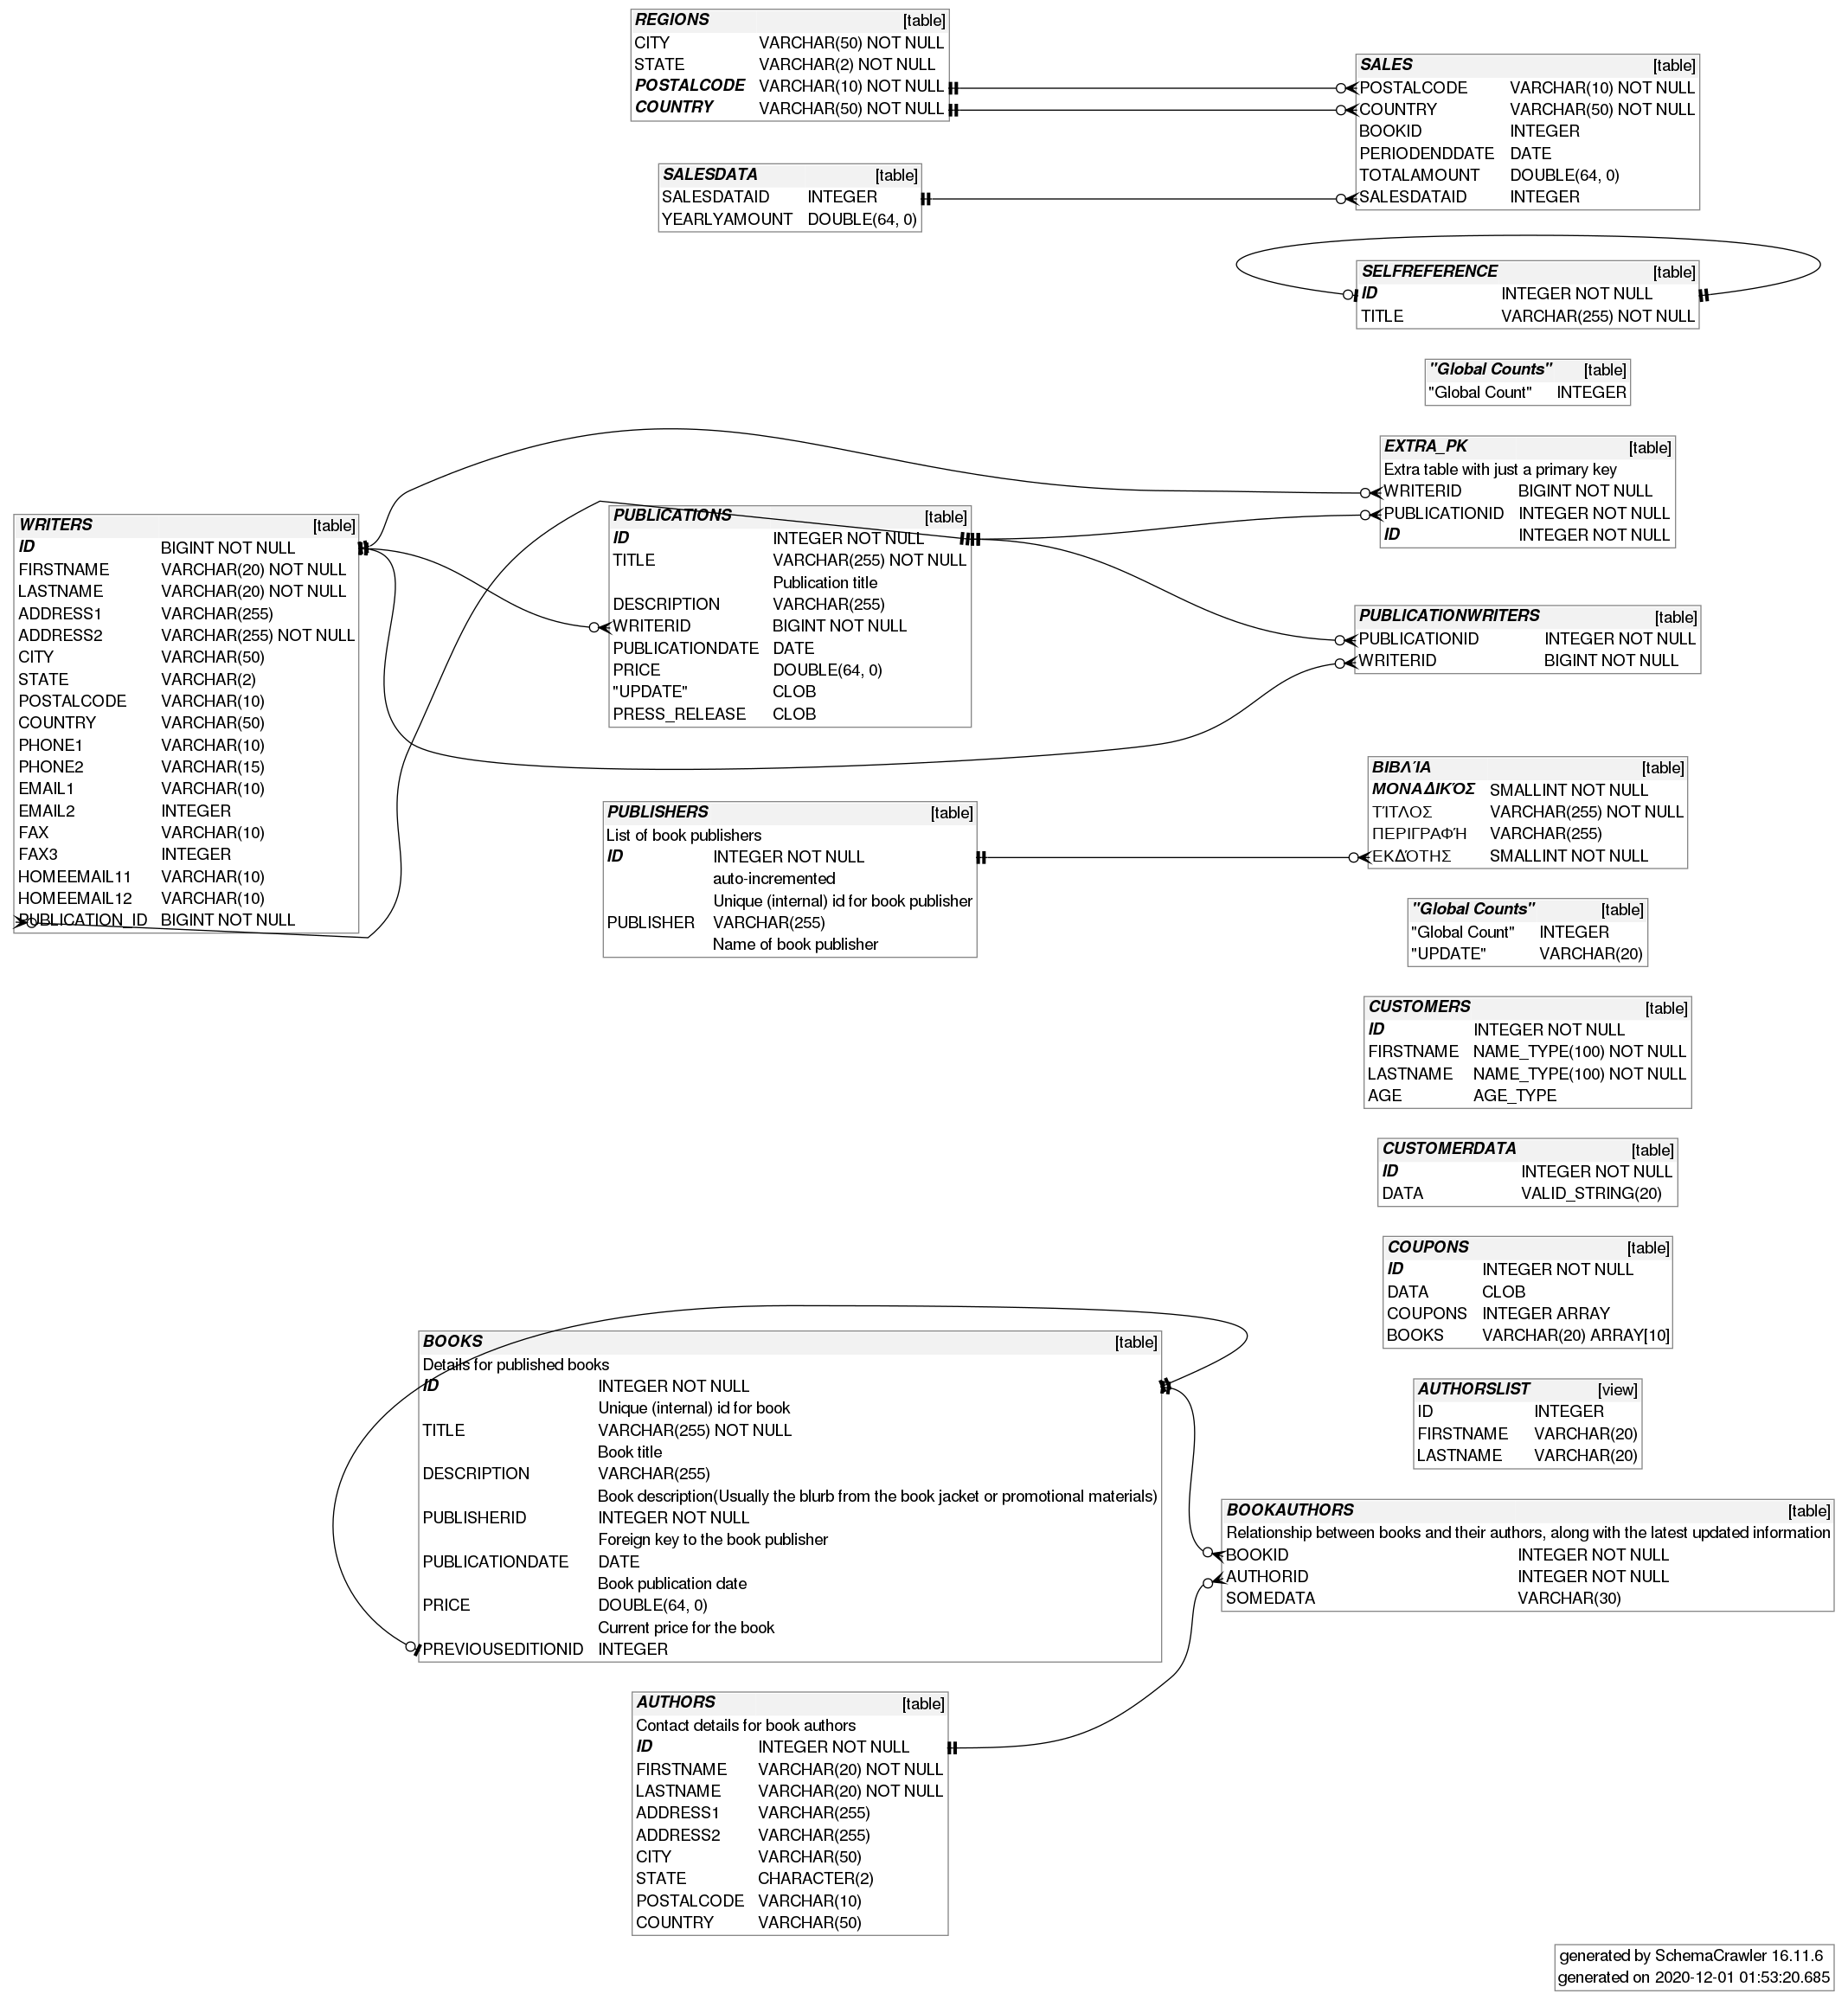 REGIONS [table]
CITY VARCHAR(50) NOT NULL
STATE VARCHAR(2) NOT NULL
POSTALCODE VARCHAR(10) NOT NULL
COUNTRY VARCHAR(50) NOT NULL
SALES [table]
POSTALCODE VARCHAR(10) NOT NULL
COUNTRY VARCHAR(50) NOT NULL
BOOKID INTEGER
PERIODENDDATE DATE
TOTALAMOUNT DOUBLE(64, 0)
SALESDATAID INTEGER
SALESDATA [table]
SALESDATAID INTEGER
YEARLYAMOUNT DOUBLE(64, 0)
SELFREFERENCE [table]
ID INTEGER NOT NULL
TITLE VARCHAR(255) NOT NULL
"Global Counts" [table]
"Global Count" INTEGER
EXTRA_PK [table]
Extra table with just a primary key
WRITERID BIGINT NOT NULL
PUBLICATIONID INTEGER NOT NULL
ID INTEGER NOT NULL
WRITERS [table]
ID BIGINT NOT NULL
FIRSTNAME VARCHAR(20) NOT NULL
LASTNAME VARCHAR(20) NOT NULL
ADDRESS1 VARCHAR(255)
ADDRESS2 VARCHAR(255) NOT NULL
CITY VARCHAR(50)
STATE VARCHAR(2)
POSTALCODE VARCHAR(10)
COUNTRY VARCHAR(50)
PHONE1 VARCHAR(10)
PHONE2 VARCHAR(15)
EMAIL1 VARCHAR(10)
EMAIL2 INTEGER
FAX VARCHAR(10)
FAX3 INTEGER
HOMEEMAIL11 VARCHAR(10)
HOMEEMAIL12 VARCHAR(10)
PUBLICATION_ID BIGINT NOT NULL
PUBLICATIONS [table]
ID INTEGER NOT NULL
TITLE VARCHAR(255) NOT NULL
Publication title
DESCRIPTION VARCHAR(255)
WRITERID BIGINT NOT NULL
PUBLICATIONDATE DATE
PRICE DOUBLE(64, 0)
"UPDATE" CLOB
PRESS_RELEASE CLOB
PUBLICATIONWRITERS [table]
PUBLICATIONID INTEGER NOT NULL
WRITERID BIGINT NOT NULL
ΒΙΒΛΊΑ [table]
ΜΟΝΑΔΙΚΌΣ SMALLINT NOT NULL
ΤΊΤΛΟΣ VARCHAR(255) NOT NULL
ΠΕΡΙΓΡΑΦΉ VARCHAR(255)
ΕΚΔΌΤΗΣ SMALLINT NOT NULL
PUBLISHERS [table]
List of book publishers
ID INTEGER NOT NULL
auto-incremented
Unique (internal) id for book publisher
PUBLISHER VARCHAR(255)
Name of book publisher
"Global Counts" [table]
"Global Count" INTEGER
"UPDATE" VARCHAR(20)
CUSTOMERS [table]
ID INTEGER NOT NULL
FIRSTNAME NAME_TYPE(100) NOT NULL
LASTNAME NAME_TYPE(100) NOT NULL
AGE AGE_TYPE
CUSTOMERDATA [table]
ID INTEGER NOT NULL
DATA VALID_STRING(20)
COUPONS [table]
ID INTEGER NOT NULL
DATA CLOB
COUPONS INTEGER ARRAY
BOOKS VARCHAR(20) ARRAY[10]
BOOKS [table]
Details for published books
ID INTEGER NOT NULL
Unique (internal) id for book
TITLE VARCHAR(255) NOT NULL
Book title
DESCRIPTION VARCHAR(255)
Book description(Usually the blurb from the book jacket or promotional materials)
PUBLISHERID INTEGER NOT NULL
Foreign key to the book publisher
PUBLICATIONDATE DATE
Book publication date
PRICE DOUBLE(64, 0)
Current price for the book
PREVIOUSEDITIONID INTEGER
AUTHORSLIST [view]
ID INTEGER
FIRSTNAME VARCHAR(20)
LASTNAME VARCHAR(20)
BOOKAUTHORS [table]
Relationship between books and their authors, along with the latest updated information
BOOKID INTEGER NOT NULL
AUTHORID INTEGER NOT NULL
SOMEDATA VARCHAR(30)
AUTHORS [table]
Contact details for book authors
ID INTEGER NOT NULL
FIRSTNAME VARCHAR(20) NOT NULL
LASTNAME VARCHAR(20) NOT NULL
ADDRESS1 VARCHAR(255)
ADDRESS2 VARCHAR(255)
CITY VARCHAR(50)
STATE CHARACTER(2)
POSTALCODE VARCHAR(10)
COUNTRY VARCHAR(50)
generated by SchemaCrawler 16.11.6
generated on 2020-12-01 01:53:20.685